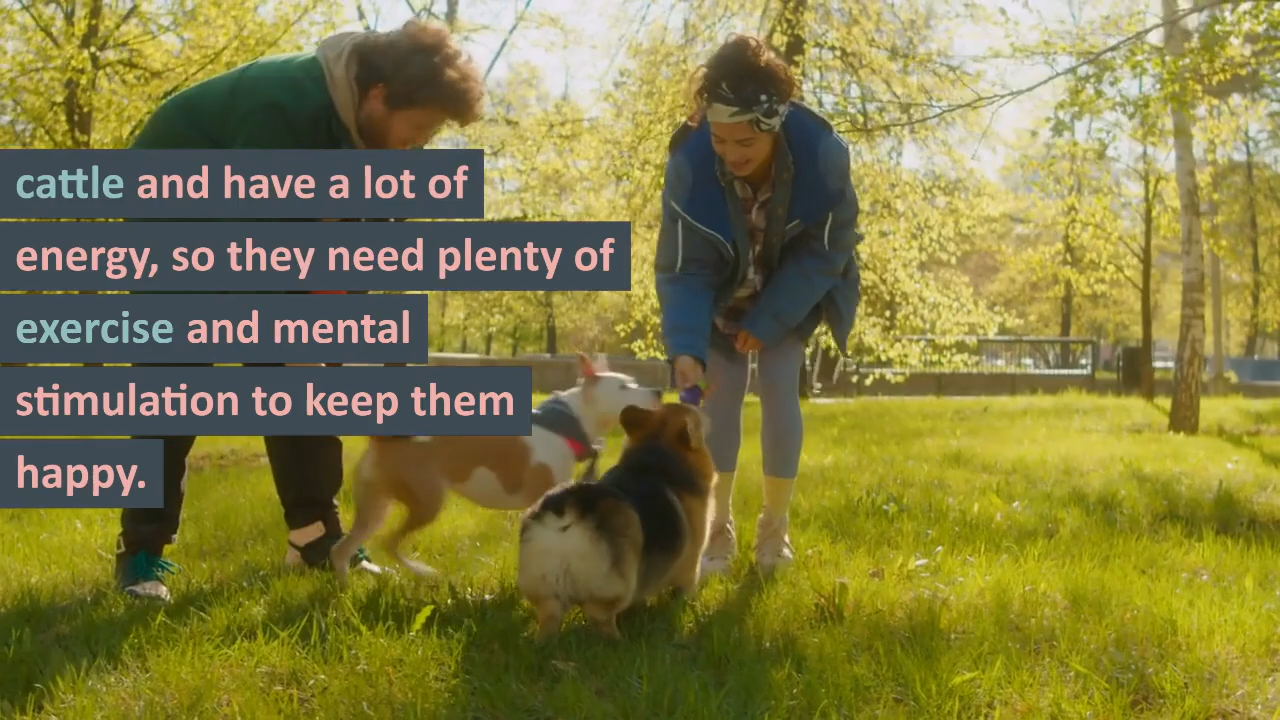 cattle and have a lot of
energy, so they need plenty of
exercise and mental
stimulation to keep them
happy.